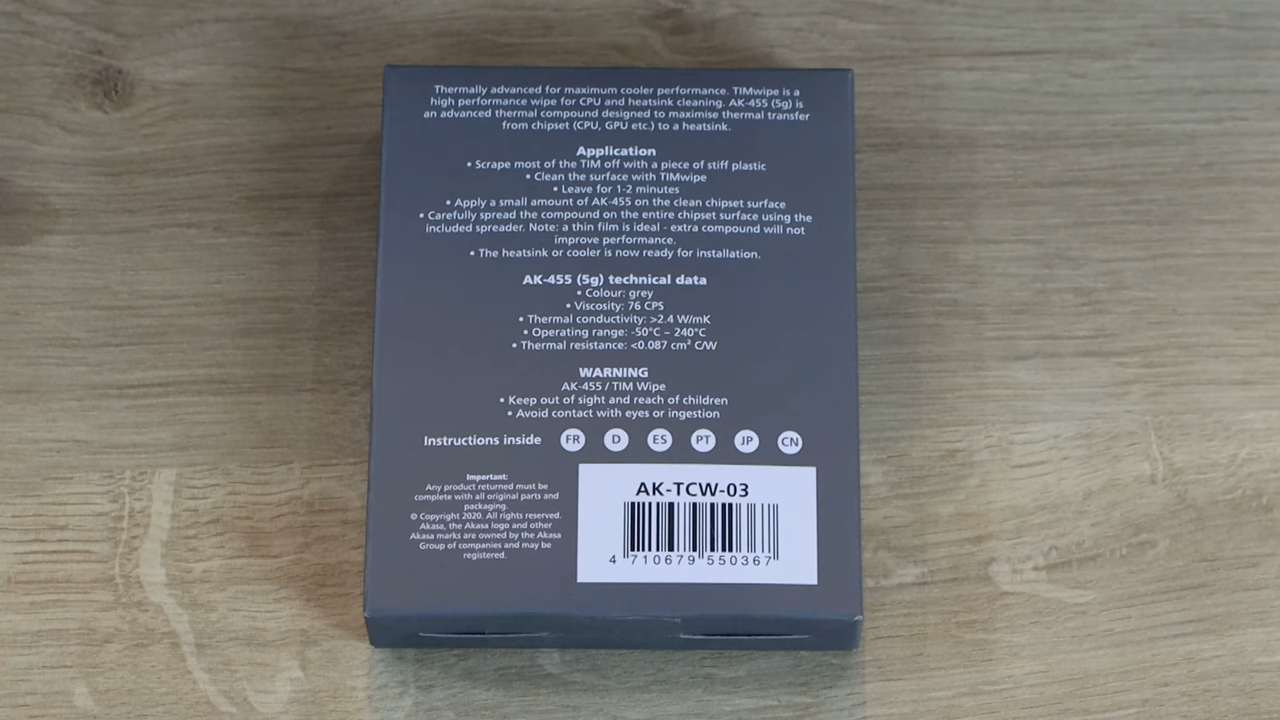 Thermally advanced for maximum cooler performance. TIMwipe is a
high performance wipe for CPU and heatsink cleaning. AK-455 (5g) is
an advanced thermal compound designed to maximise thermal transfer
from chipset (CPU, GPU etc.) to a heatsink.
Application
• Scrape most of the TIM off with a piece of stiff plastic
• Clean the surface with TIMwipe
• Leave for 1-2 minutes
• Apply a small amount of AK-455 on the clean chipset surface
• Carefully spread the compound on the entire chipset surface using the
included spreader. Note: a thin film is ideal - extra compound will not
improve performance.
• The heatsink or cooler is now ready for installation.
AK-455 (5g) technical data
• Colour: grey
• Viscosity: 76 CPS
• Thermal conductivity: >2.4 W/mK
• Operating range: -50°C – 240°C
• Thermal resistance: <0.087 cm² C/W
WARNING
AK-455 / TIM Wipe
• Keep out of sight and reach of children
• Avoid contact with eyes or ingestion
Instructions inside FR D ES PT JP CN
Important:
Any product returned must be
complete with all original parts and
packaging.
© Copyright 2020. All rights reserved.
Akasa, the Akasa logo and other
Akasa marks are owned by the Akasa
Group of companies and may be
registered.
AK-TCW-03
4 710679 550367